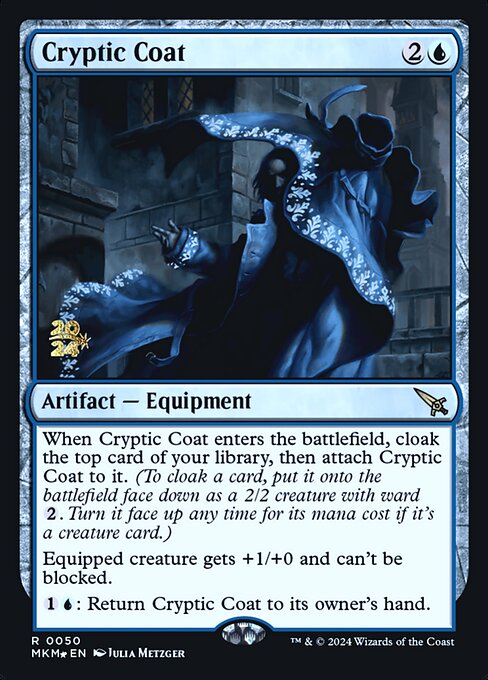 Cryptic Coat 2
2024
Artifact — Equipment
When Cryptic Coat enters the battlefield, cloak
the top card of your library, then attach Cryptic
Coat to it. (To cloak a card, put it onto the
battlefield face down as a 2/2 creature with ward
2. Turn it face up any time for its mana cost if it's
a creature card.)
Equipped creature gets +1/+0 and can't be
blocked.
1 : Return Cryptic Coat to its owner's hand.
R 0050
MKM★EN Julia Metzger
™ & © 2024 Wizards of the Coast